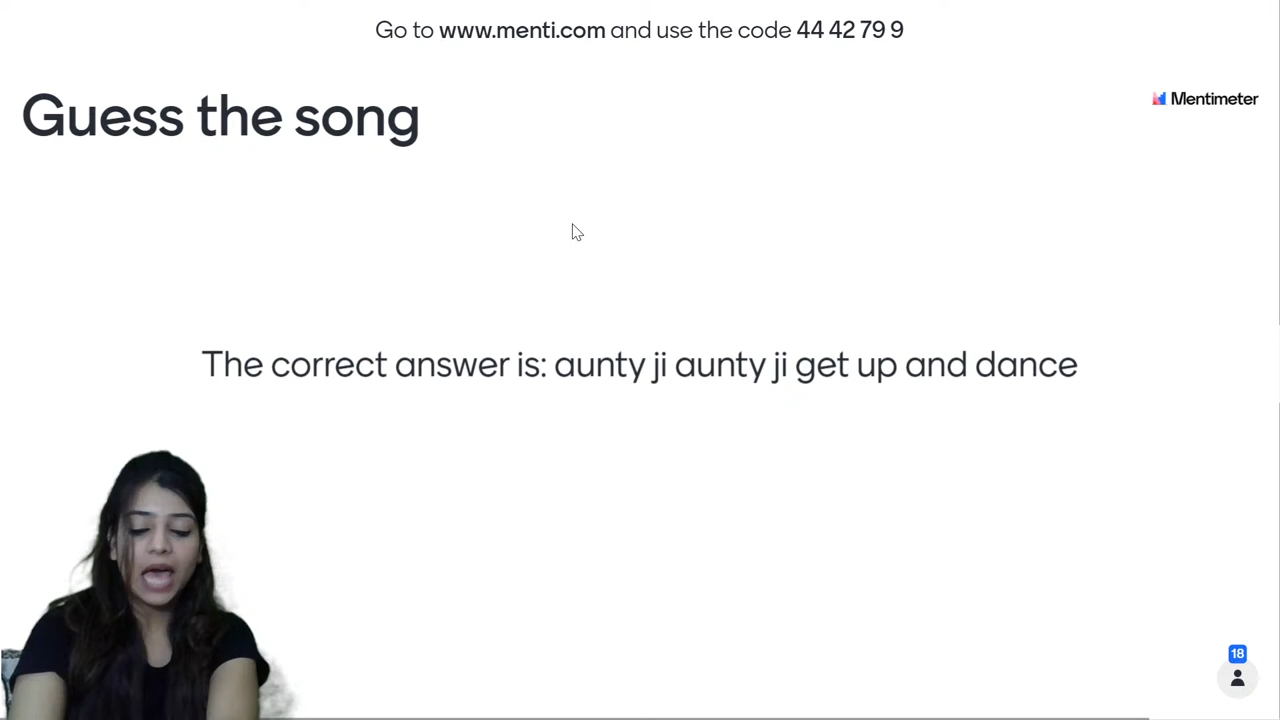 Go to www.menti.com and use the code 44 42 79 9
Guess the song
Mentimeter
The correct answer is: aunty ji aunty ji get up and dance
18